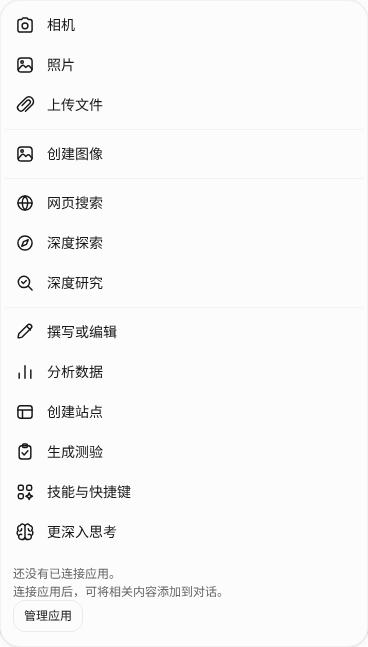 相机
照片
上传文件
创建图像
网页搜索
深度探索
深度研究
撰写或编辑
分析数据
创建站点
生成测验
技能与快捷键
更深入思考
还没有已连接应用。
连接应用后，可将相关内容添加到对话。
管理应用